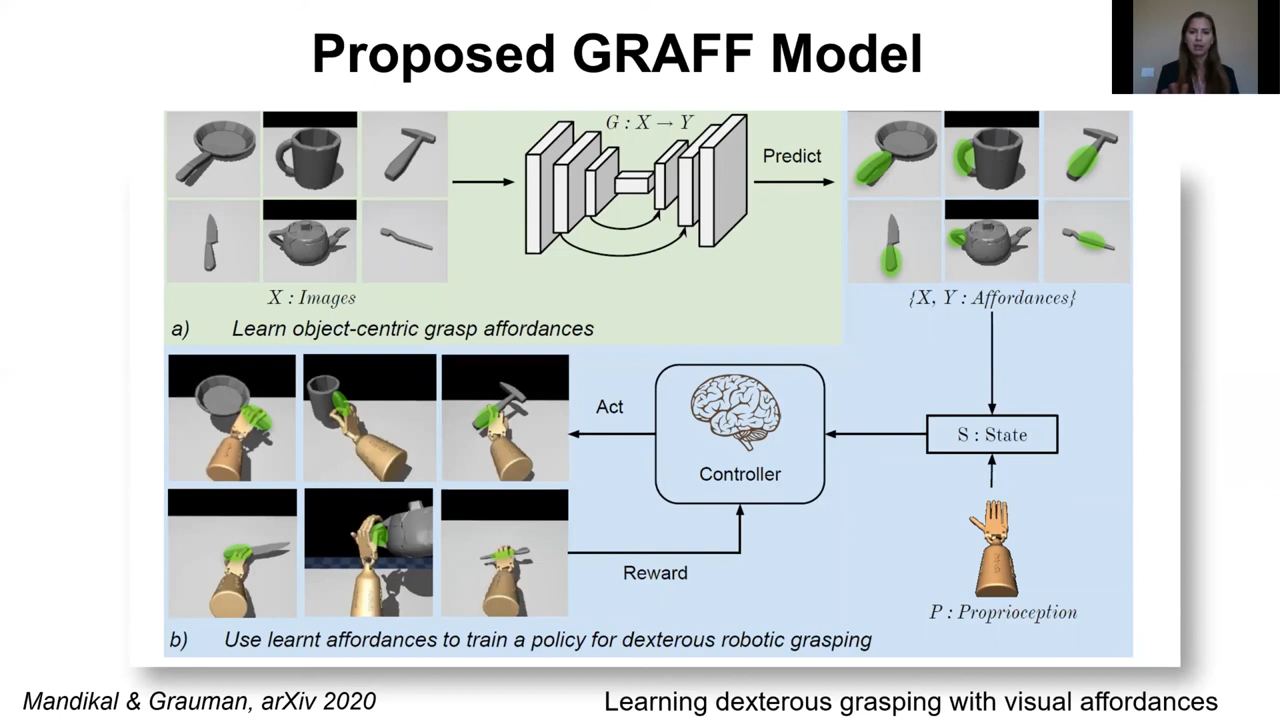 Proposed GRAFF Model
G : X → Y
Predict
X : Images
{X, Y : Affordances}
a) Learn object-centric grasp affordances
Act
Controller
S : State
Reward
P : Proprioception
b) Use learnt affordances to train a policy for dexterous robotic grasping
Mandikal & Grauman, arXiv 2020
Learning dexterous grasping with visual affordances